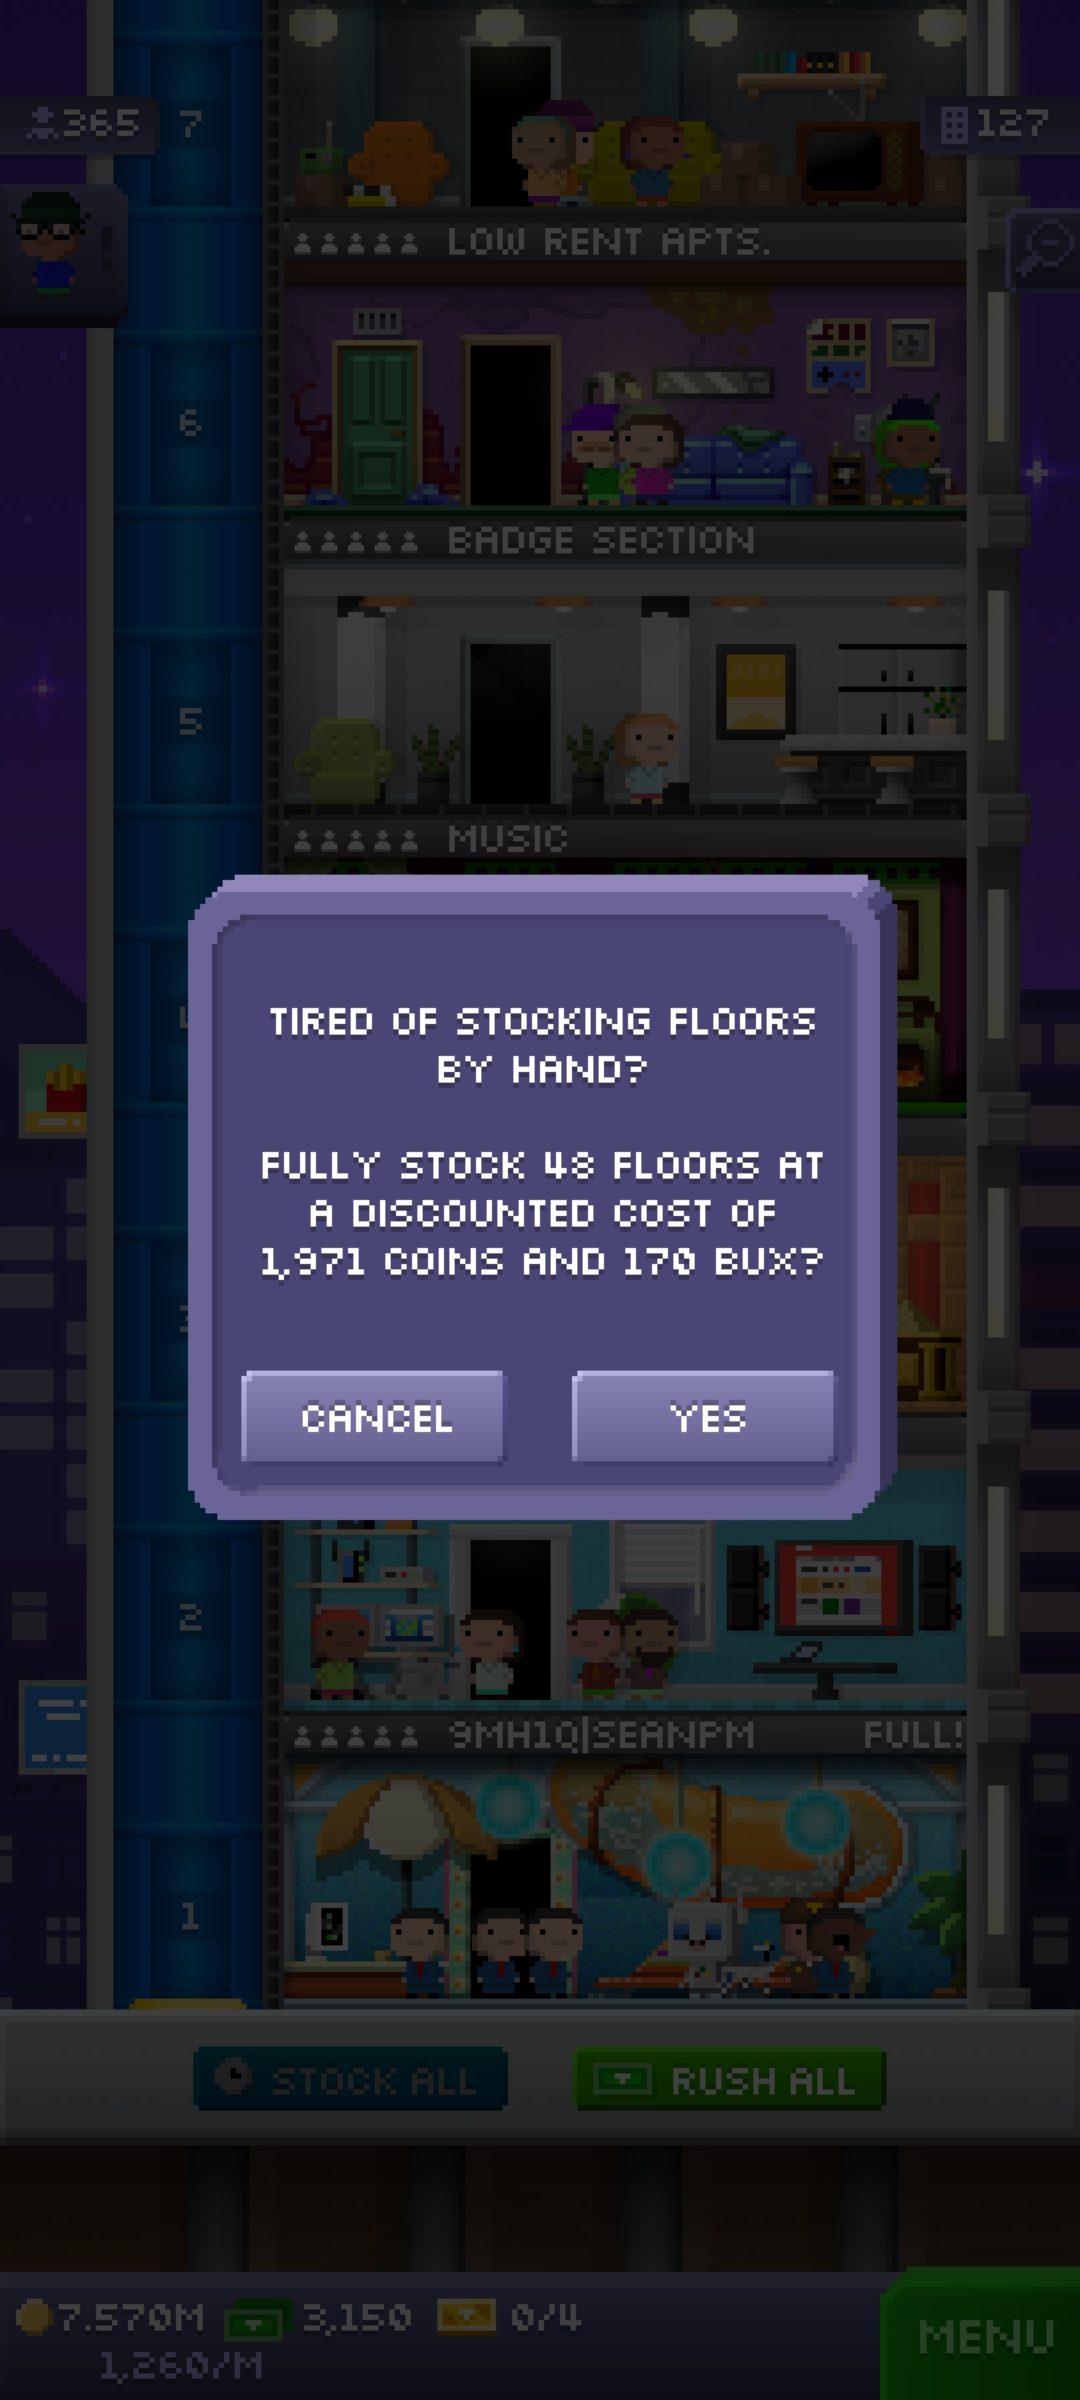 365
7
127
LOW RENT APTS.
6
BADGE SECTION
5
MUSIC
TIRED OF STOCKING FLOORS
BY HAND?
FULLY STOCK 48 FLOORS AT
A DISCOUNTED COST OF
1,971 COINS AND 170 BUX?
CANCEL
YES
2
9MH1Q|SEANPM
FULL!
1
STOCK ALL
RUSH ALL
7.570M
3,150
0/4
1,260/M
MENU